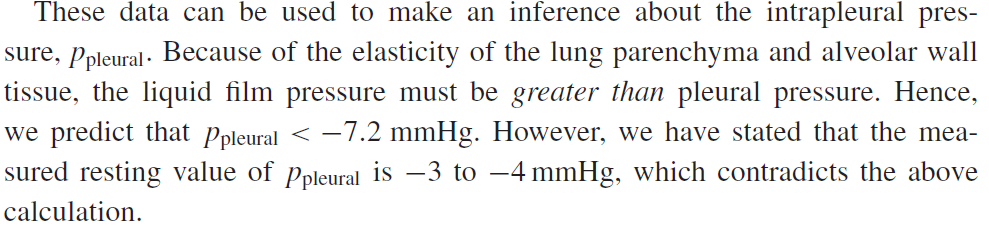 These data can be used to make an inference about the intrapleural pres-
sure, ppleural. Because of the elasticity of the lung parenchyma and alveolar wall
tissue, the liquid film pressure must be greater than pleural pressure. Hence,
we predict that ppleural < −7.2 mmHg. However, we have stated that the mea-
sured resting value of ppleural is −3 to −4 mmHg, which contradicts the above
calculation.